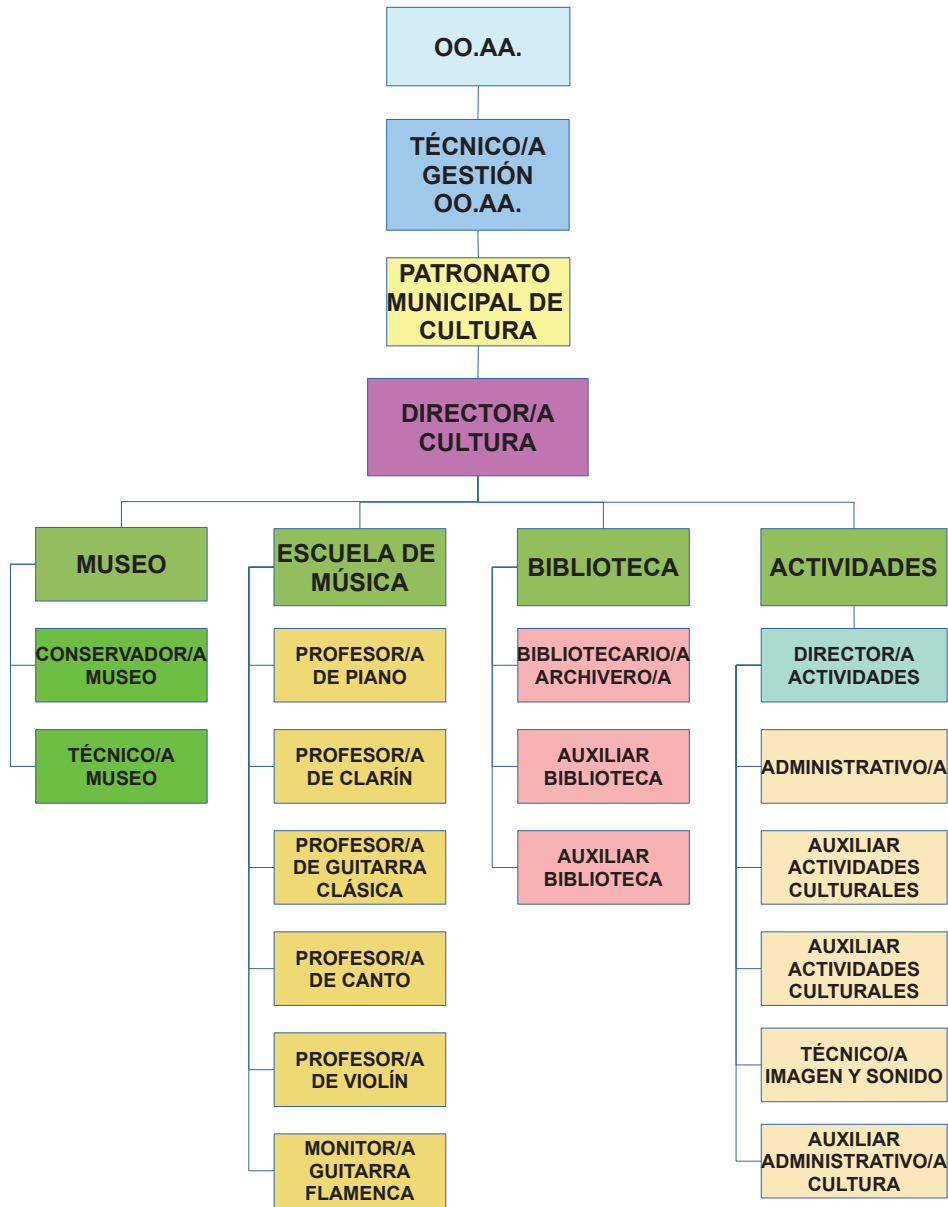 OO.AA.
TÉCNICO/A
GESTIÓN
OO.AA.
PATRONATO
MUNICIPAL DE
CULTURA
DIRECTOR/A
CULTURA
MUSEO
CONSERVADOR/A
MUSEO
TÉCNICO/A
MUSEO
ESCUELA DE
MÚSICA
PROFESOR/A
DE PIANO
PROFESOR/A
DE CLARÍN
PROFESOR/A
DE GUITARRA
CLÁSICA
PROFESOR/A
DE CANTO
PROFESOR/A
DE VIOLÍN
MONITOR/A
GUITARRA
FLAMENCA
BIBLIOTECA
BIBLIOTECARIO/A
ARCHIVERO/A
AUXILIAR
BIBLIOTECA
AUXILIAR
BIBLIOTECA
ACTIVIDADES
DIRECTOR/A
ACTIVIDADES
ADMINISTRATIVO/A
AUXILIAR
ACTIVIDADES
CULTURALES
AUXILIAR
ACTIVIDADES
CULTURALES
TÉCNICO/A
IMAGEN Y SONIDO
AUXILIAR
ADMINISTRATIVO/A
CULTURA